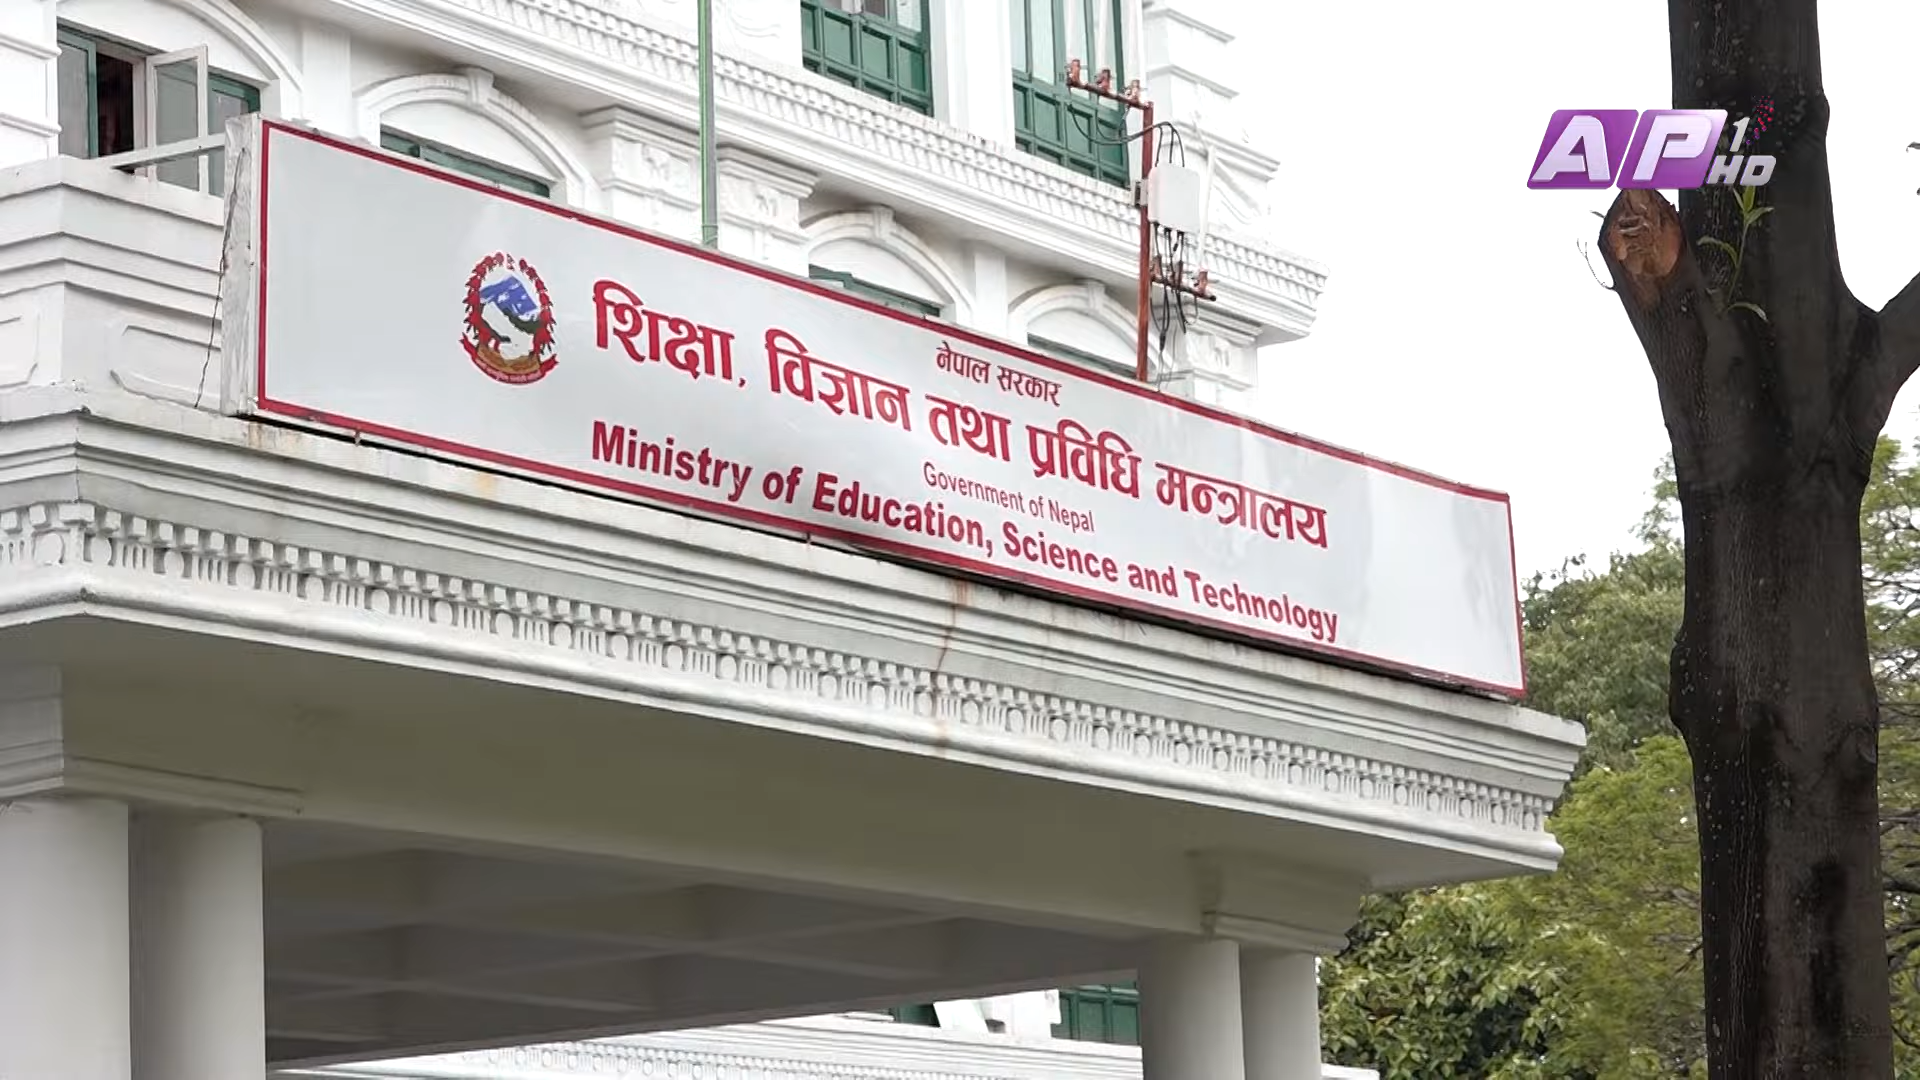 नेपाल सरकार
शिक्षा, विज्ञान तथा प्रविधि मन्त्रालय
Government of Nepal
Ministry of Education, Science and Technology
AP1 HD